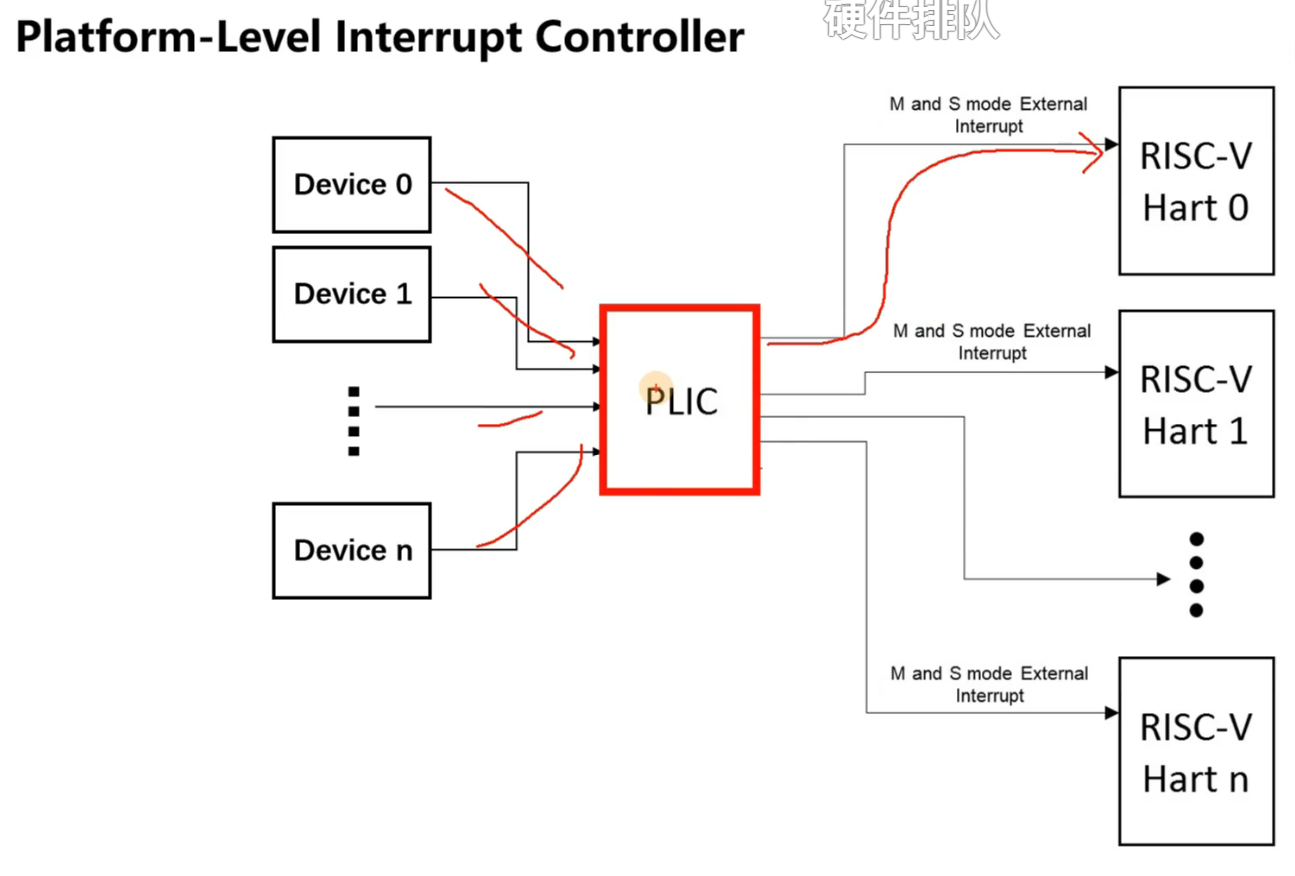 Platform-Level Interrupt Controller
硬件排队
Device 0
Device 1
Device n
PLIC
M and S mode External
Interrupt
RISC-V
Hart 0
M and S mode External
Interrupt
RISC-V
Hart 1
M and S mode External
Interrupt
RISC-V
Hart n